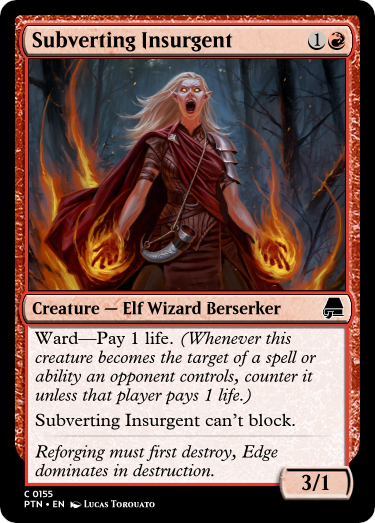 Subverting Insurgent 1
Creature — Elf Wizard Berserker
Ward—Pay 1 life. (Whenever this
creature becomes the target of a spell or
ability an opponent controls, counter it
unless that player pays 1 life.)
Subverting Insurgent can’t block.
Reforging must first destroy, Edge
dominates in destruction.
3/1
C 0155
PTN • EN Lucas Torouato